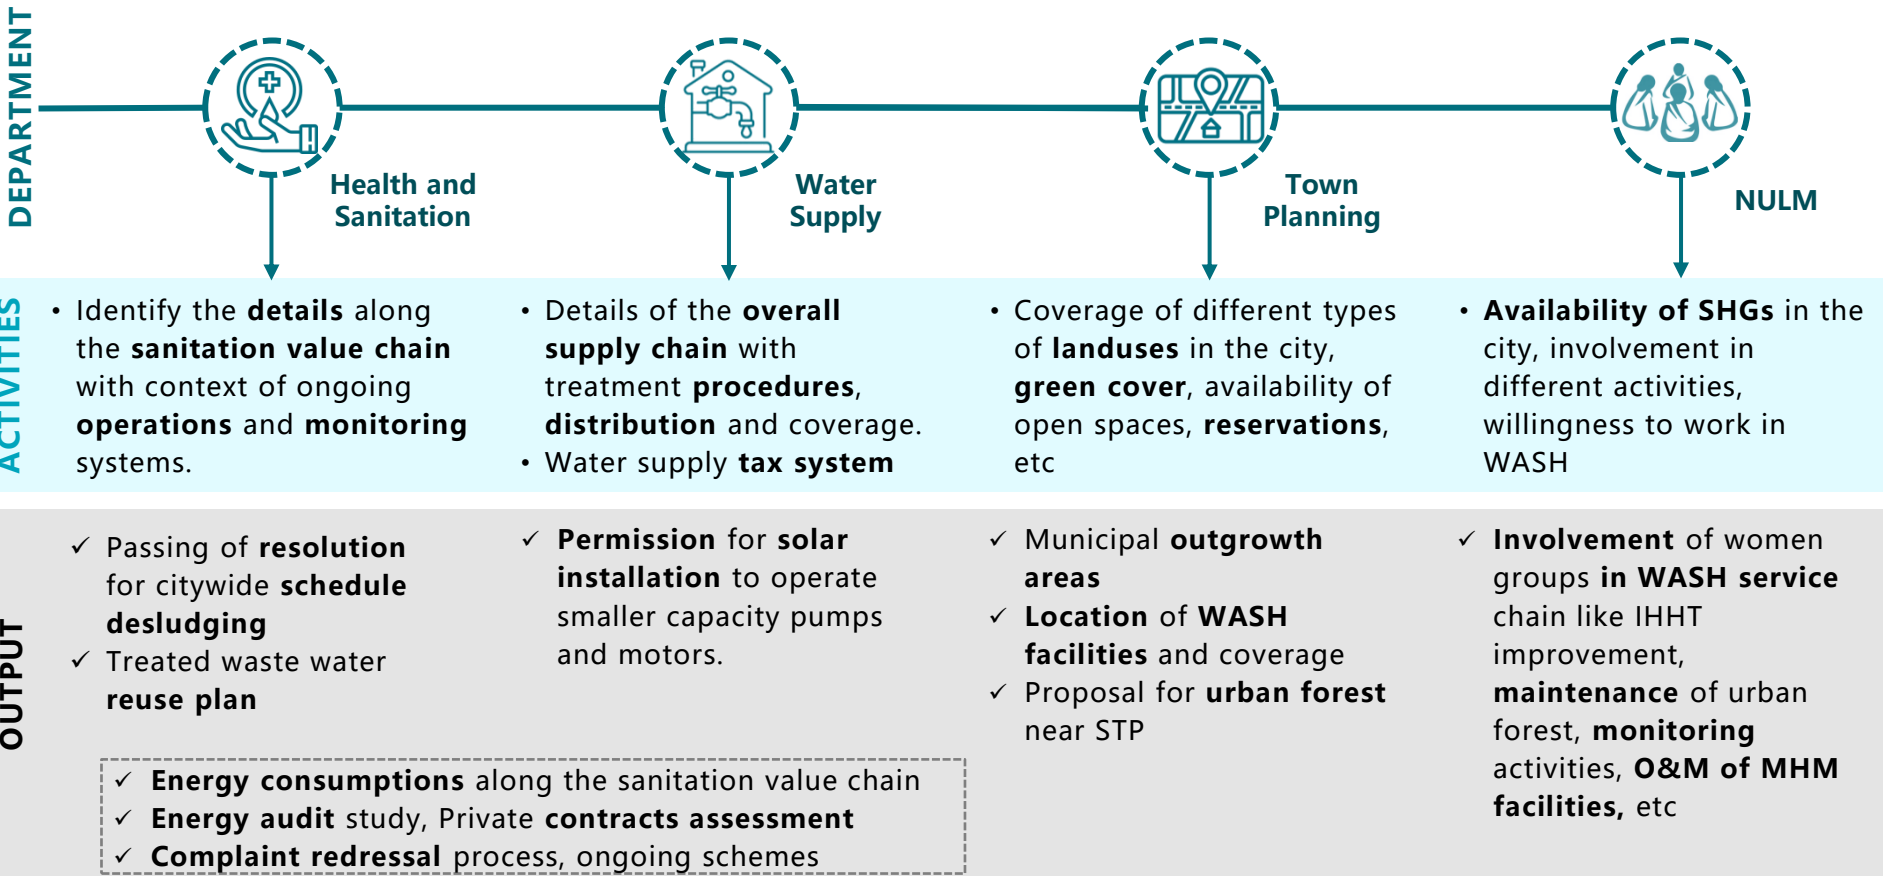 DEPARTMENT
Health and
Sanitation
Water
Supply
Town
Planning
NULM
ACTIVITIES
• Identify the details along
the sanitation value chain
with context of ongoing
operations and monitoring
systems.
• Details of the overall
supply chain with
treatment procedures,
distribution and coverage.
• Water supply tax system
• Coverage of different types
of landuses in the city,
green cover, availability of
open spaces, reservations,
etc
• Availability of SHGs in the
city, involvement in
different activities,
willingness to work in
WASH
OUTPUT
✓ Passing of resolution
for citywide schedule
desludging
✓ Treated waste water
reuse plan
✓ Permission for solar
installation to operate
smaller capacity pumps
and motors.
✓ Energy consumptions along the sanitation value chain
✓ Energy audit study, Private contracts assessment
✓ Complaint redressal process, ongoing schemes
✓ Municipal outgrowth
areas
✓ Location of WASH
facilities and coverage
✓ Proposal for urban forest
near STP
✓ Involvement of women
groups in WASH service
chain like IHHT
improvement,
maintenance of urban
forest, monitoring
activities, O&M of MHM
facilities, etc